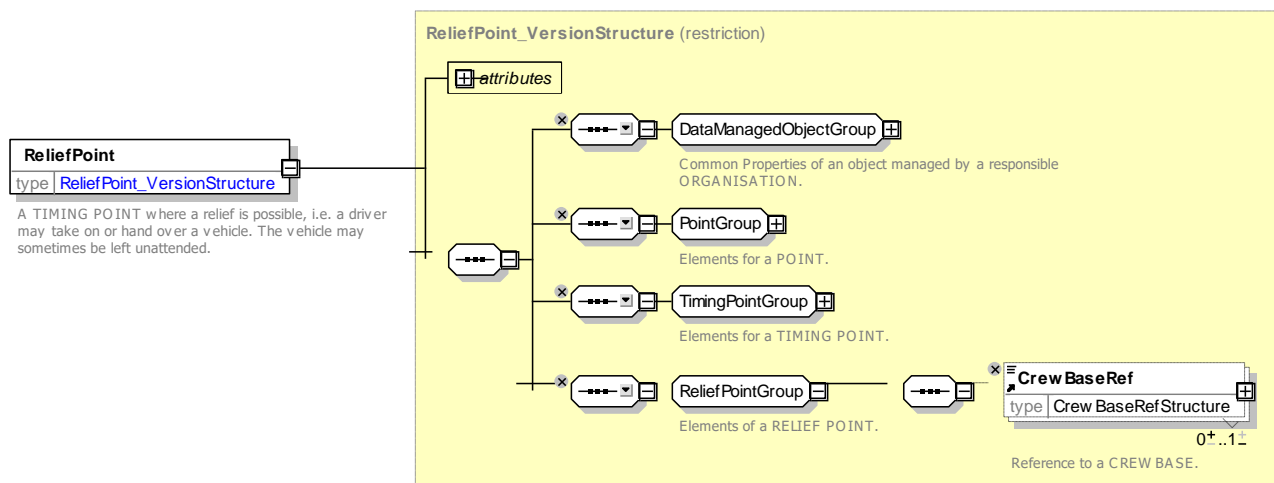 ReliefPoint_VersionStructure (restriction)
attributes
DataManagedObjectGroup
Common Properties of an object managed by a responsible
ORGANISATION.
ReliefPoint
type ReliefPoint_VersionStructure
A TIMING POINT where a relief is possible, i.e. a driver
may take on or hand over a vehicle. The vehicle may
sometimes be left unattended.
PointGroup
Elements for a POINT.
TimingPointGroup
Elements for a TIMING POINT.
ReliefPointGroup
Elements of a RELIEF POINT.
CrewBaseRef
type CrewBaseRefStructure
0..1
Reference to a CREW BASE.